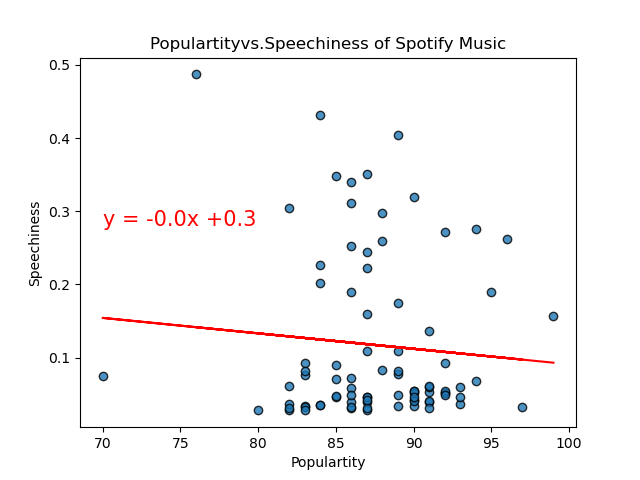 Populartityvs.Speechiness of Spotify Music
0.5
0.4
0.3
0.2
0.1
Speechiness
y = -0.0x +0.3
70 75 80 85 90 95 100
Populartity